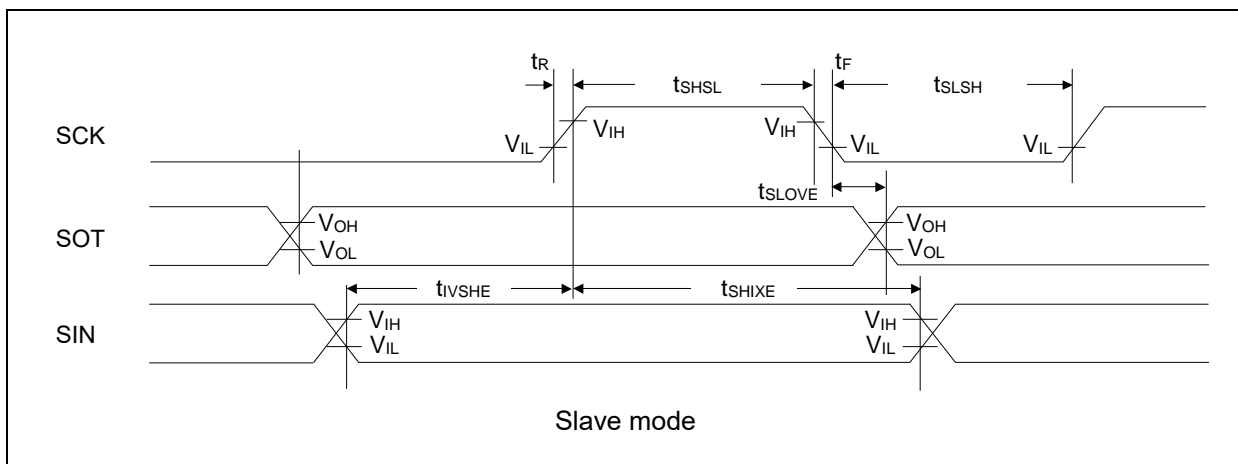 tR tSHSL tF tSLSH
SCK VIL VIH VIH VIL VIL
tSLOVE
SOT VOH VOL VOH VOL
tIVSHE tSHIXE
SIN VIH VIL VIH VIL
Slave mode